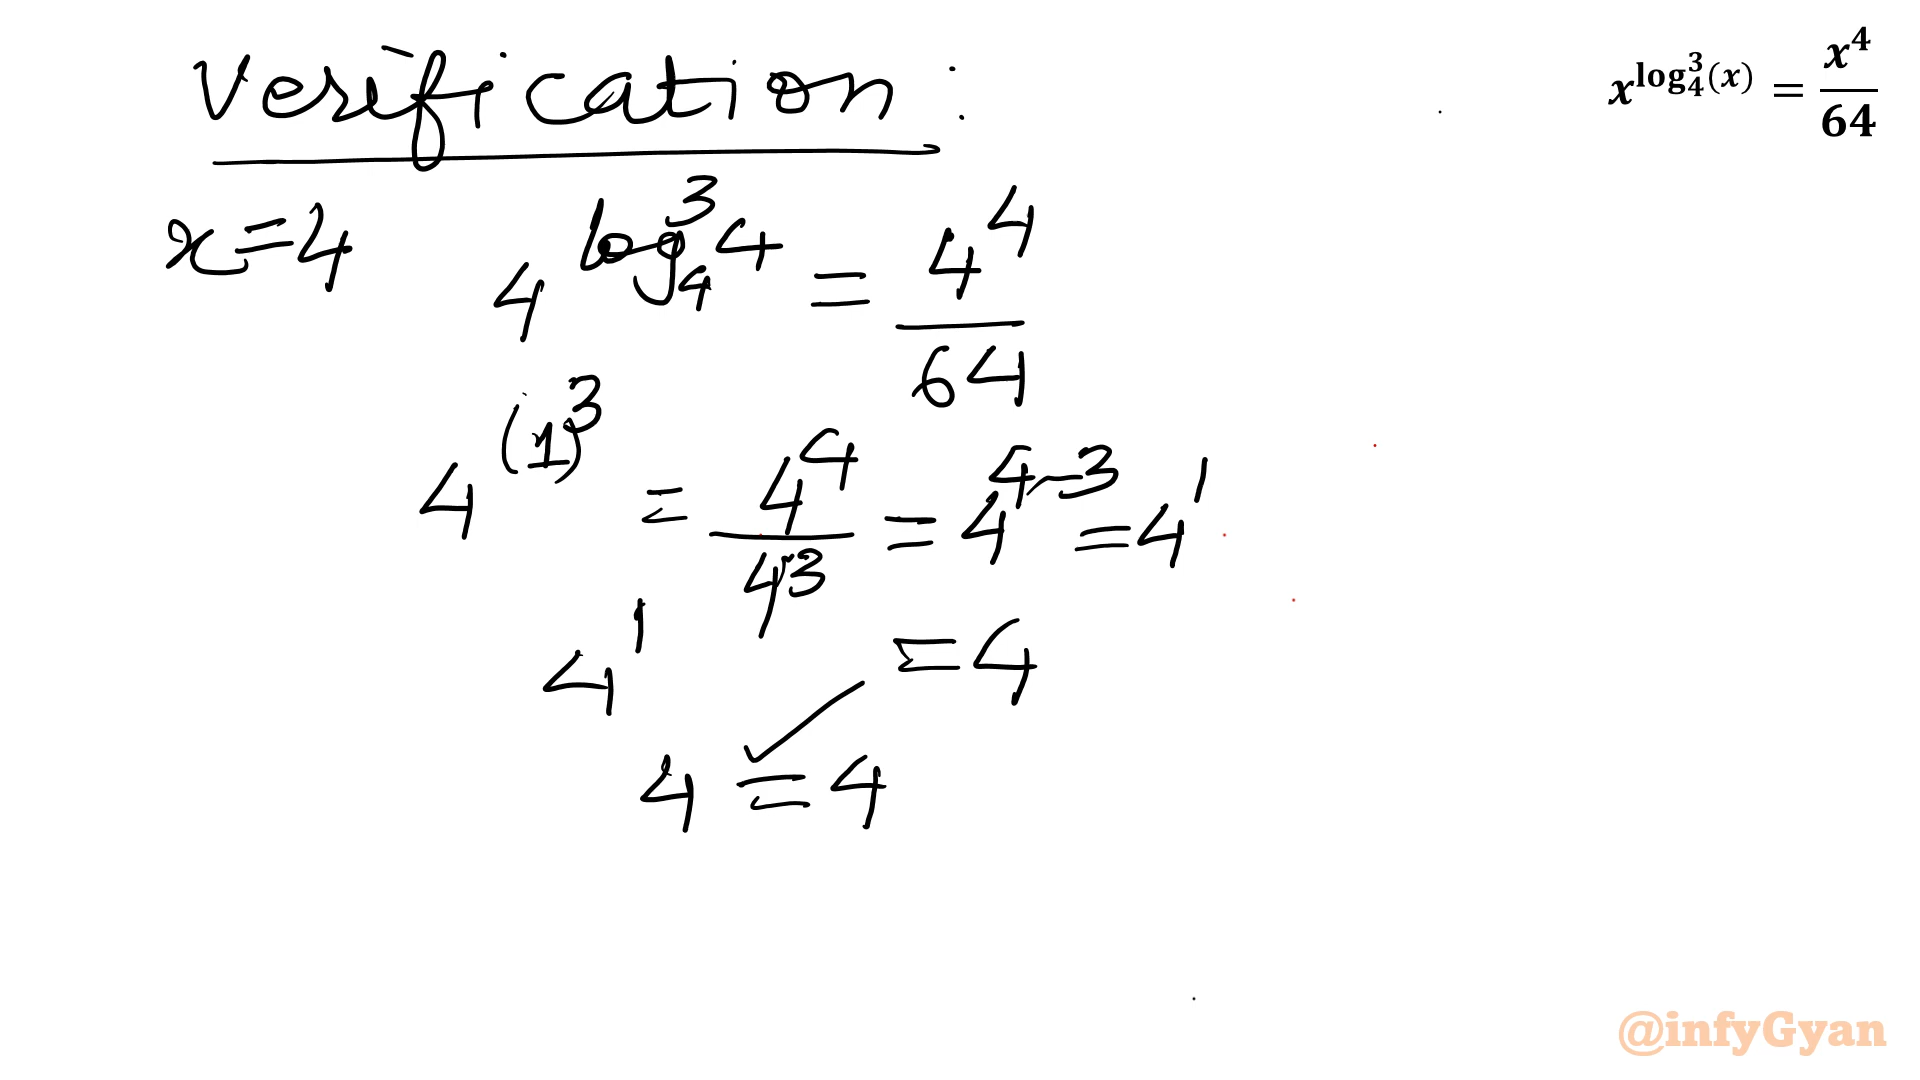 Verification :
x^{log_4^3(x)} = x^4/64
x=4
4^{log_4^3 4} = 4^4/64
4^{(1)^3} = 4^4/4^3 = 4^{4-3} = 4^1
4^1 = 4
4 = 4 ✓
@infyGyan